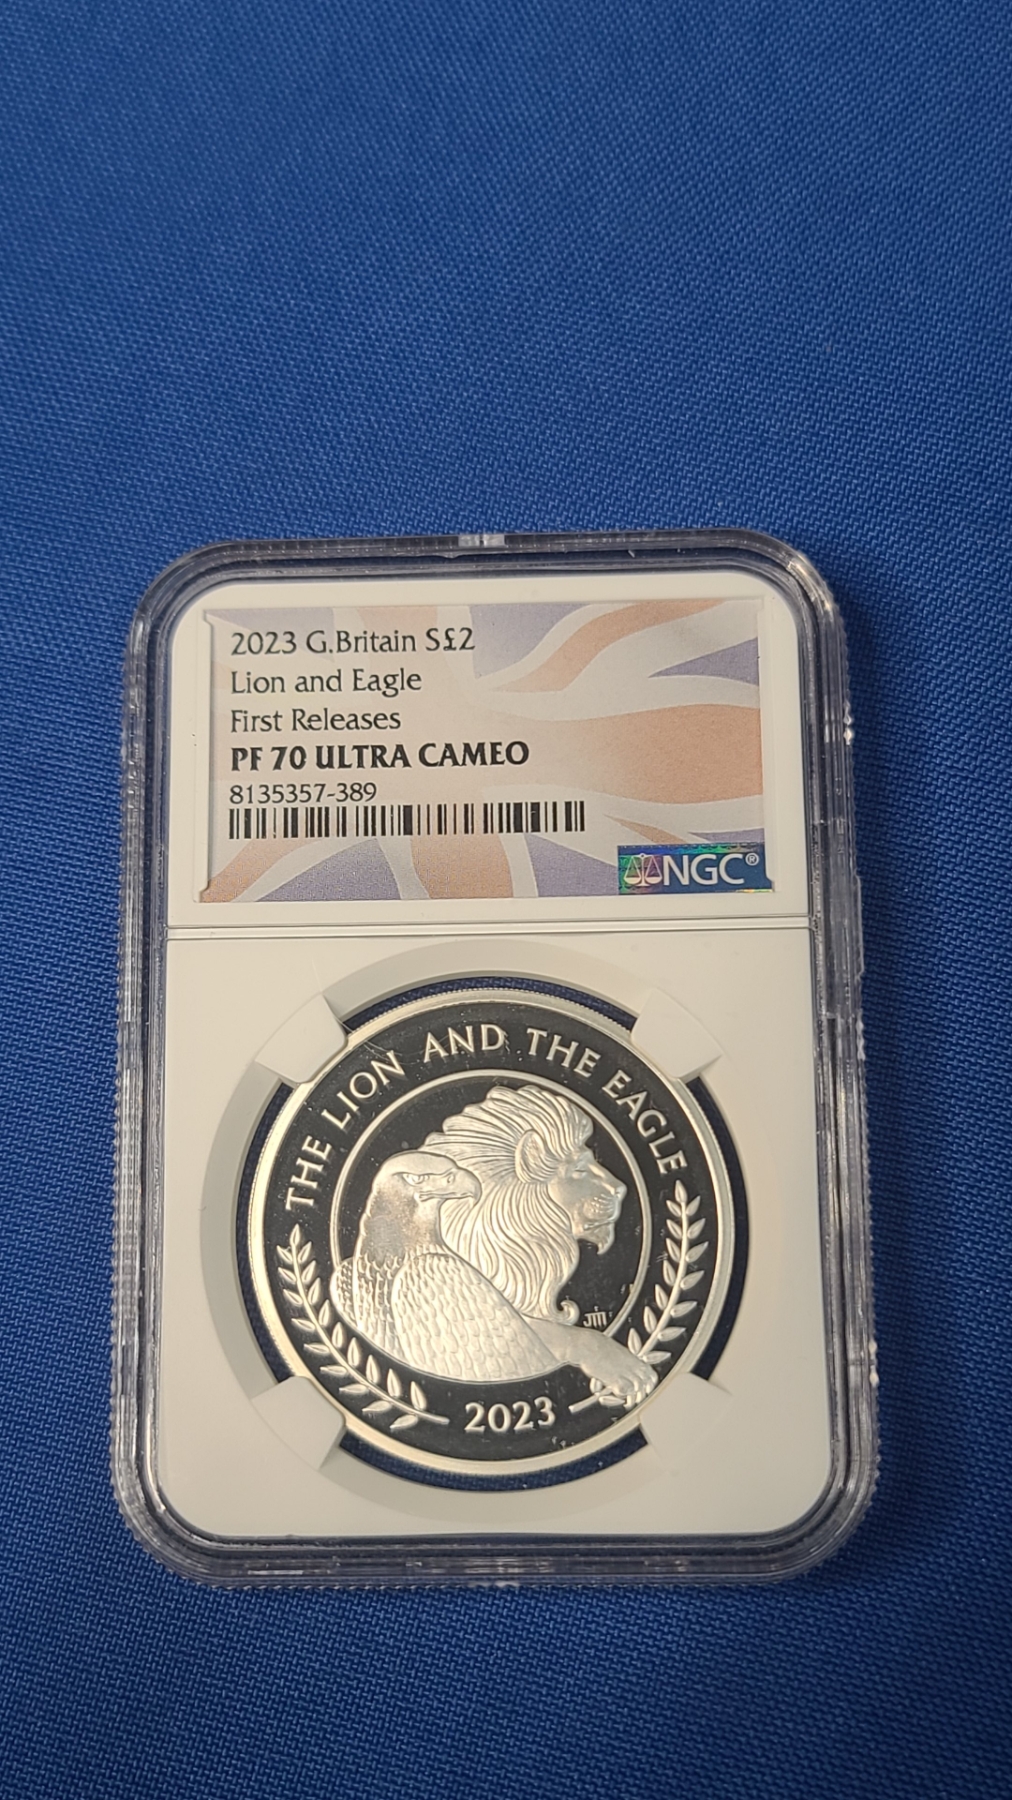 2023 G.Britain S£2
Lion and Eagle
First Releases
PF 70 ULTRA CAMEO
8135357-389
NGC®
THE LION AND THE EAGLE
JM
2023